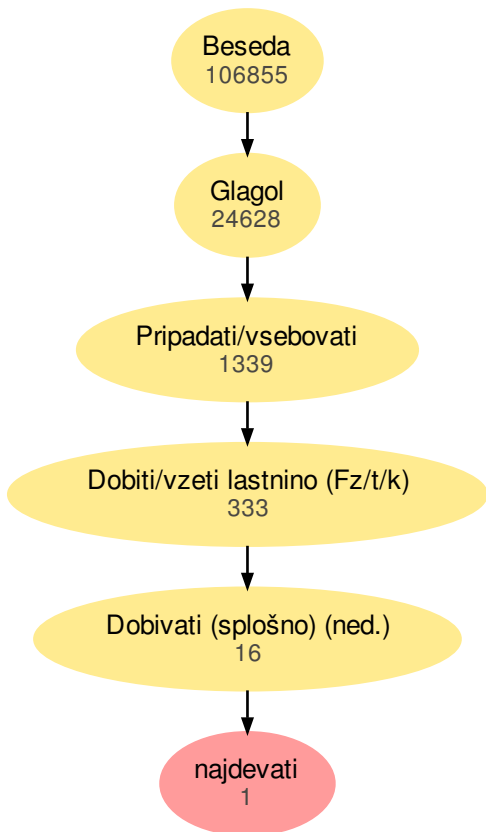 Beseda
106855
Glagol
24628
Pripadati/vsebovati
1339
Dobiti/vzeti lastnino (Fz/t/k)
333
Dobivati (splošno) (ned.)
16
najdevati
1